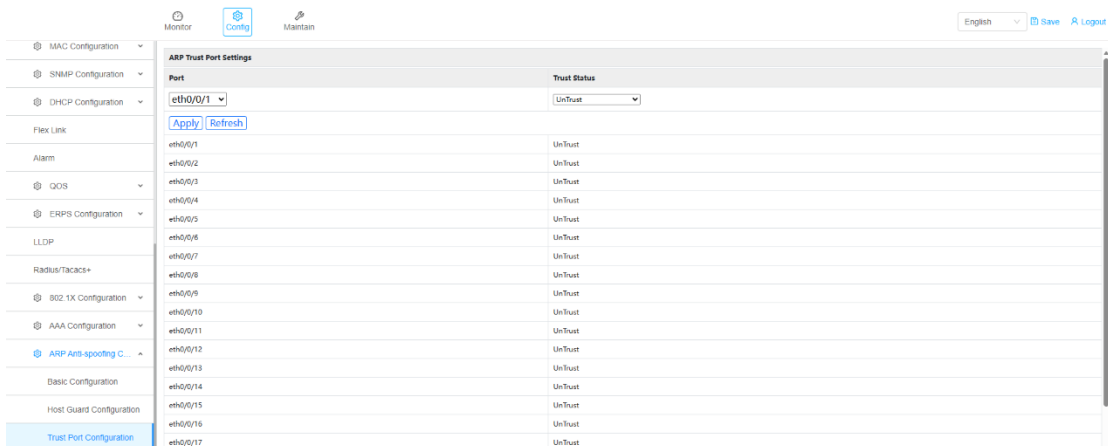 Monitor Config Maintain English Save Logout
MAC Configuration
SNMP Configuration
DHCP Configuration
Flex Link
Alarm
QOS
ERPS Configuration
LLDP
Radius/Tacacs+
802.1X Configuration
AAA Configuration
ARP Anti-spoofing C...
Basic Configuration
Host Guard Configuration
Trust Port Configuration
ARP Trust Port Settings
Port Trust Status
eth0/0/1 UnTrust
Apply Refresh
eth0/0/1 UnTrust
eth0/0/2 UnTrust
eth0/0/3 UnTrust
eth0/0/4 UnTrust
eth0/0/5 UnTrust
eth0/0/6 UnTrust
eth0/0/7 UnTrust
eth0/0/8 UnTrust
eth0/0/9 UnTrust
eth0/0/10 UnTrust
eth0/0/11 UnTrust
eth0/0/12 UnTrust
eth0/0/13 UnTrust
eth0/0/14 UnTrust
eth0/0/15 UnTrust
eth0/0/16 UnTrust
eth0/0/17 UnTrust